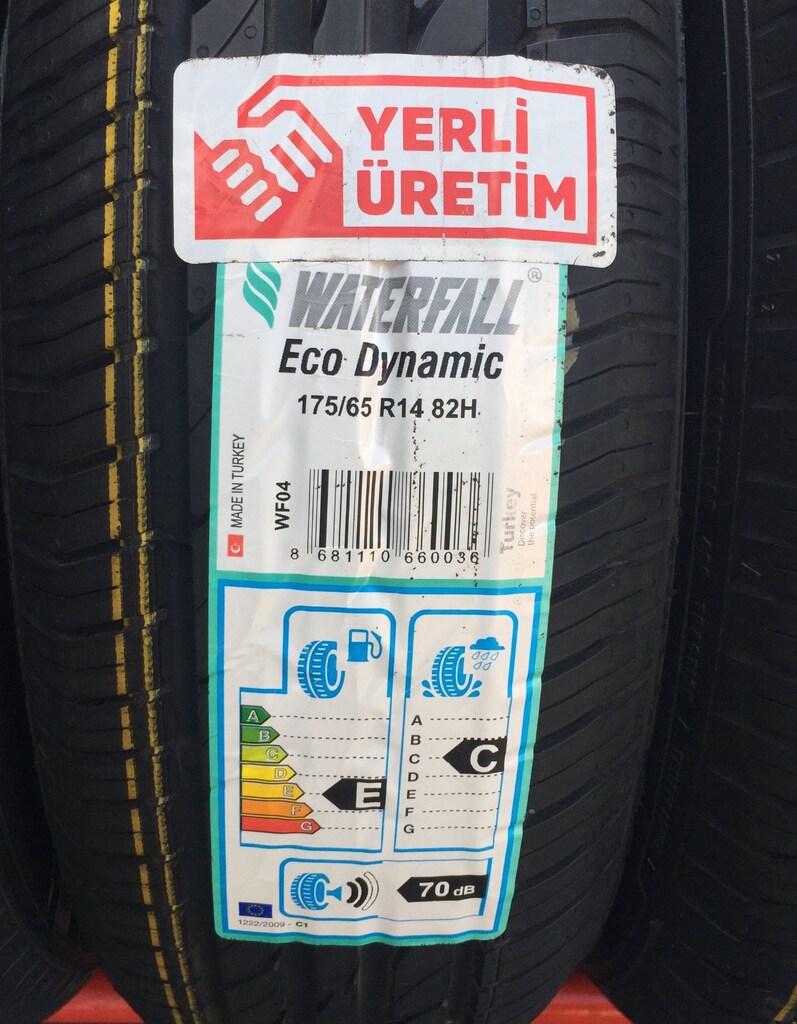 YERLİ
ÜRETİM
WATERFALL®
Eco Dynamic
175/65 R14 82H
MADE IN TURKEY
WF04
8 681110 660036
Turkey
Discover
the potential
A
B
C
D
E
F
G
E
A
B
C
D
E
F
G
C
70 dB
1222/2009 - C1